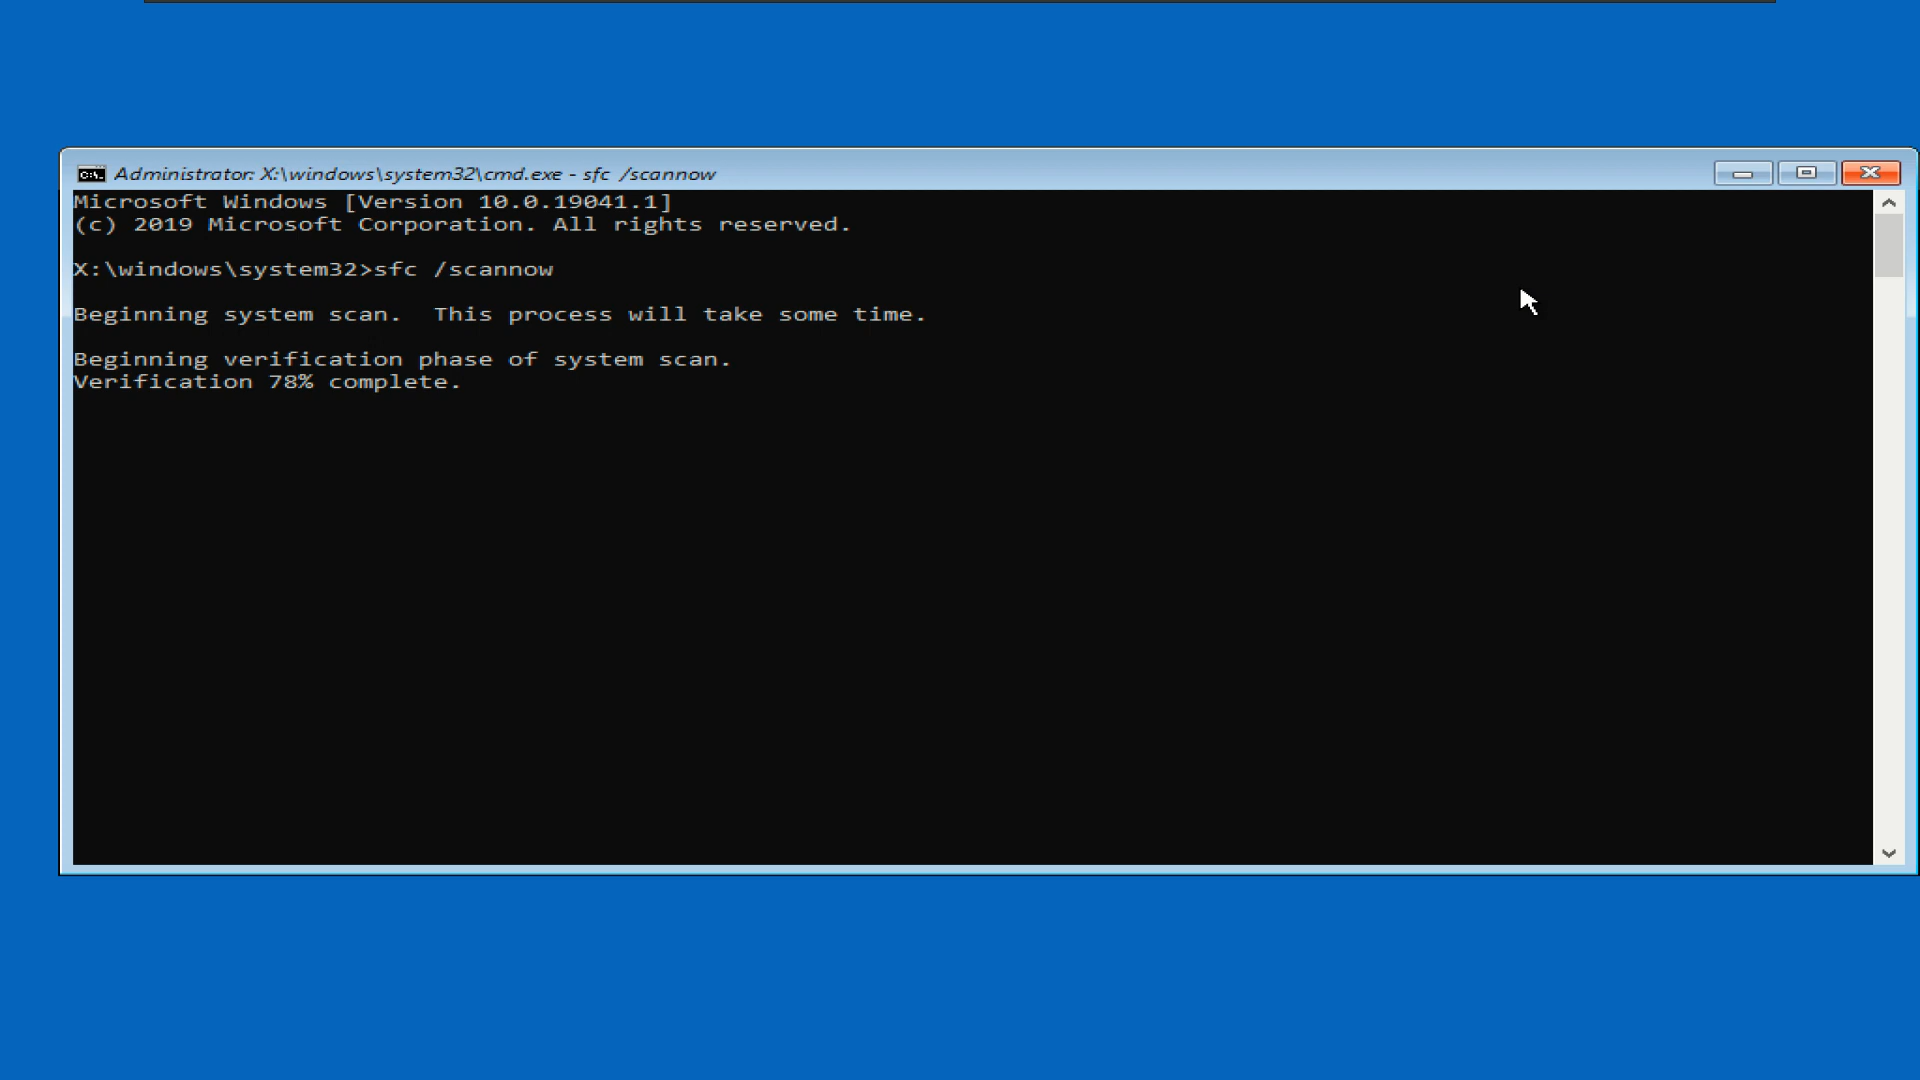 Administrator: X:\windows\system32\cmd.exe - sfc /scannow
Microsoft Windows [Version 10.0.19041.1]
(c) 2019 Microsoft Corporation. All rights reserved.
X:\windows\system32>sfc /scannow
Beginning system scan.  This process will take some time.
Beginning verification phase of system scan.
Verification 78% complete.